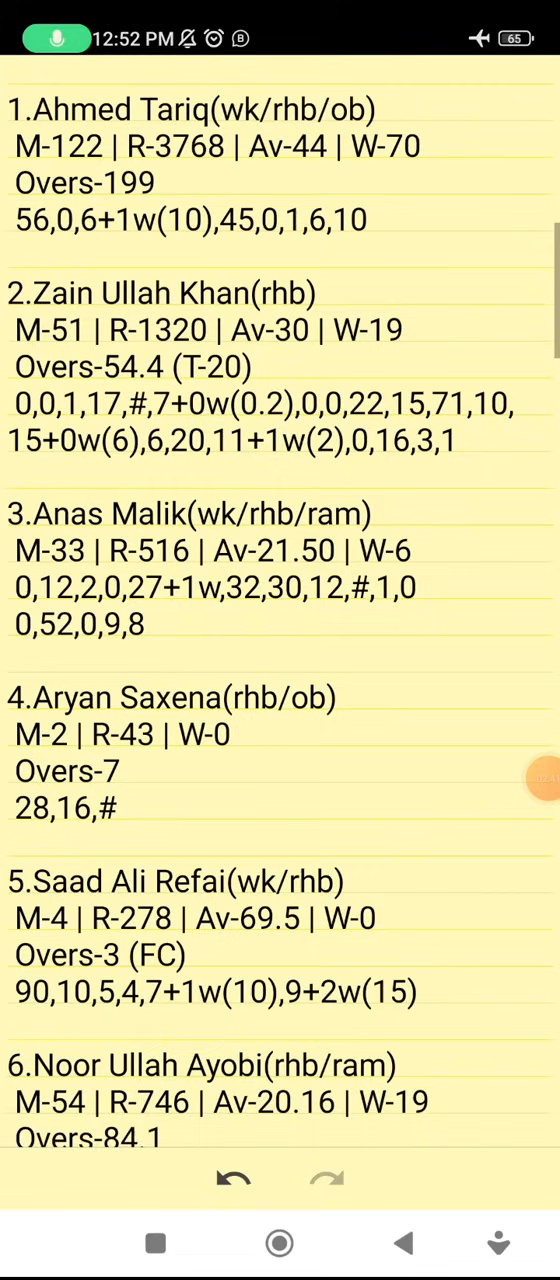 12:52 PM
65
1.Ahmed Tariq(wk/rhb/ob)
M-122 | R-3768 | Av-44 | W-70
Overs-199
56,0,6+1w(10),45,0,1,6,10
2.Zain Ullah Khan(rhb)
M-51 | R-1320 | Av-30 | W-19
Overs-54.4 (T-20)
0,0,1,17,#,7+0w(0.2),0,0,22,15,71,10,
15+0w(6),6,20,11+1w(2),0,16,3,1
3.Anas Malik(wk/rhb/ram)
M-33 | R-516 | Av-21.50 | W-6
0,12,2,0,27+1w,32,30,12,#,1,0
0,52,0,9,8
4.Aryan Saxena(rhb/ob)
M-2 | R-43 | W-0
Overs-7
28,16,#
5.Saad Ali Refai(wk/rhb)
M-4 | R-278 | Av-69.5 | W-0
Overs-3 (FC)
90,10,5,4,7+1w(10),9+2w(15)
6.Noor Ullah Ayobi(rhb/ram)
M-54 | R-746 | Av-20.16 | W-19
Overs-84.1